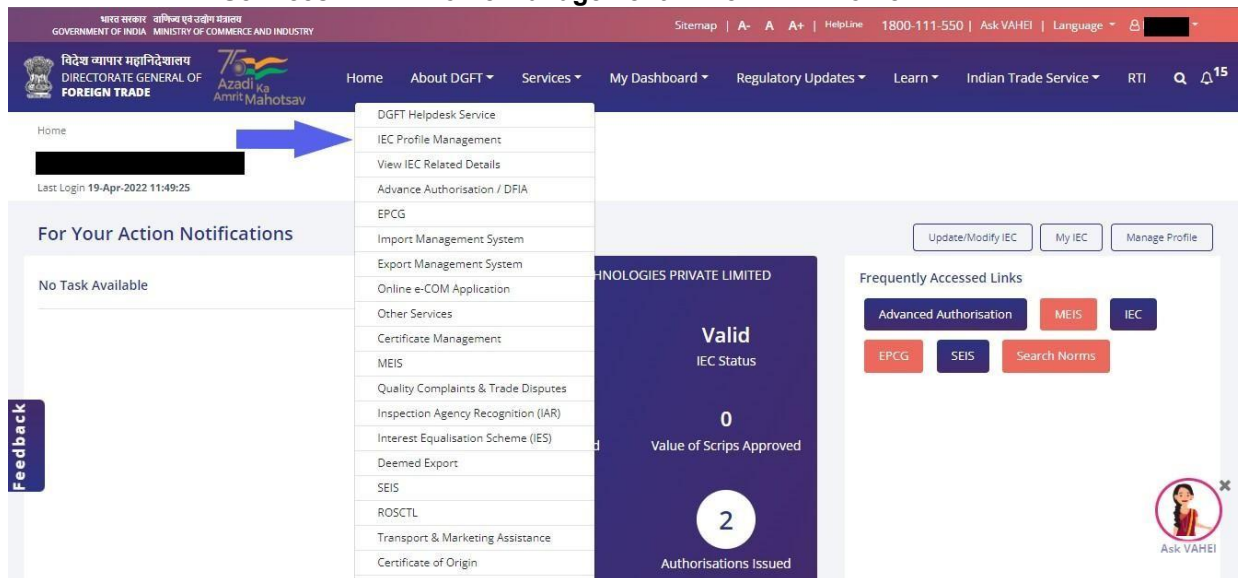 भारत सरकार वाणिज्य एवं उद्योग मंत्रालय
GOVERNMENT OF INDIA MINISTRY OF COMMERCE AND INDUSTRY
Sitemap | A- A A+ | HelpLine 1800-111-550 | Ask VAHEI | Language
विदेश व्यापार महानिदेशालय
DIRECTORATE GENERAL OF
FOREIGN TRADE
75
Azadi Ka
Amrit Mahotsav
Home About DGFT Services My Dashboard Regulatory Updates Learn Indian Trade Service RTI 15
Home
Last Login 19-Apr-2022 11:49:25
DGFT Helpdesk Service
IEC Profile Management
View IEC Related Details
Advance Authorisation / DFIA
EPCG
Import Management System
Export Management System
Online e-COM Application
Other Services
Certificate Management
MEIS
Quality Complaints & Trade Disputes
Inspection Agency Recognition (IAR)
Interest Equalisation Scheme (IES)
Deemed Export
SEIS
ROSCTL
Transport & Marketing Assistance
Certificate of Origin
For Your Action Notifications
Update/Modify IEC My IEC Manage Profile
No Task Available
HNOLOGIES PRIVATE LIMITED
Valid
IEC Status
0
Value of Scrips Approved
2
Authorisations Issued
Frequently Accessed Links
Advanced Authorisation MEIS IEC
EPCG SEIS Search Norms
Feedback
Ask VAHEI